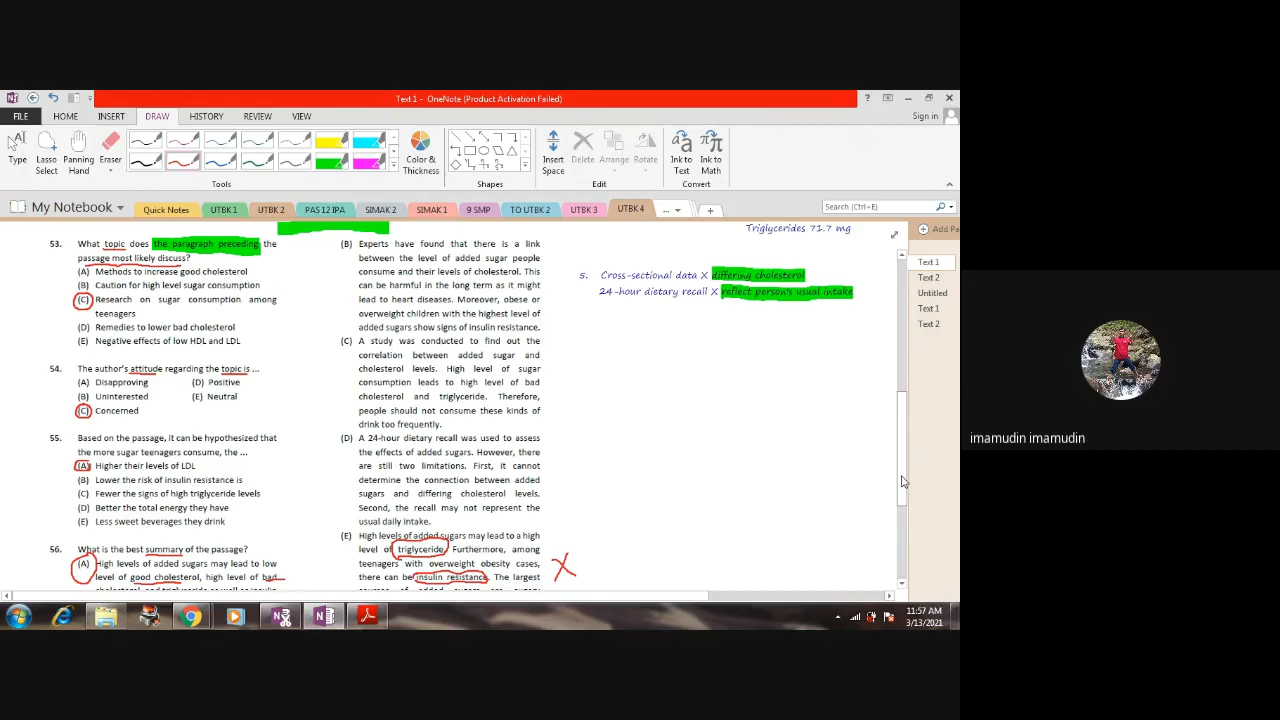 Text 1 - OneNote (Product Activation Failed)
FILE
HOME
INSERT
DRAW
HISTORY
REVIEW
VIEW
Sign in
Type
Lasso Select
Panning Hand
Eraser
Color & Thickness
Insert Space
Delete
Arrange
Rotate
Ink to Text
Ink to Math
Tools
Shapes
Edit
Convert
My Notebook
Quick Notes
UTBK 1
UTBK 2
PAS 12 IPA
SIMAK 2
SIMAK 1
9 SMP
TO UTBK 2
UTBK 3
UTBK 4
...
Search (Ctrl+E)
53. What topic does the paragraph preceding the
passage most likely discuss?
(A) Methods to increase good cholesterol
(B) Caution for high level sugar consumption
(C) Research on sugar consumption among
teenagers
(D) Remedies to lower bad cholesterol
(E) Negative effects of low HDL and LDL
54. The author's attitude regarding the topic is ...
(A) Disapproving (D) Positive
(B) Uninterested (E) Neutral
(C) Concerned
55. Based on the passage, it can be hypothesized that
the more sugar teenagers consume, the ...
(A) Higher their levels of LDL
(B) Lower the risk of insulin resistance is
(C) Fewer the signs of high triglyceride levels
(D) Better the total energy they have
(E) Less sweet beverages they drink
56. What is the best summary of the passage?
(A) High levels of added sugars may lead to low
level of good cholesterol, high level of bad
cholesterol, and triglyceride as well as insulin
(B) Experts have found that there is a link
between the level of added sugar people
consume and their levels of cholesterol. This
can be harmful in the long term as it might
lead to heart diseases. Moreover, obese or
overweight children with the highest level of
added sugars show signs of insulin resistance.
(C) A study was conducted to find out the
correlation between added sugar and
cholesterol levels. High level of sugar
consumption leads to high level of bad
cholesterol and triglyceride. Therefore,
people should not consume these kinds of
drink too frequently.
(D) A 24-hour dietary recall was used to assess
the effects of added sugars. However, there
are still two limitations. First, it cannot
determine the connection between added
sugars and differing cholesterol levels.
Second, the recall may not represent the
usual daily intake.
(E) High levels of added sugars may lead to a high
level of triglyceride. Furthermore, among
teenagers with overweight obesity cases,
there can be insulin resistance. The largest
sources of added sugars are sugary
X
Triglycerides 71.7 mg
5. Cross-sectional data X differing cholesterol
24-hour dietary recall X reflect person's usual intake
Add Pa
Text 1
Text 2
Untitled
Text 1
Text 2
imamudin imamudin
11:57 AM
3/13/2021